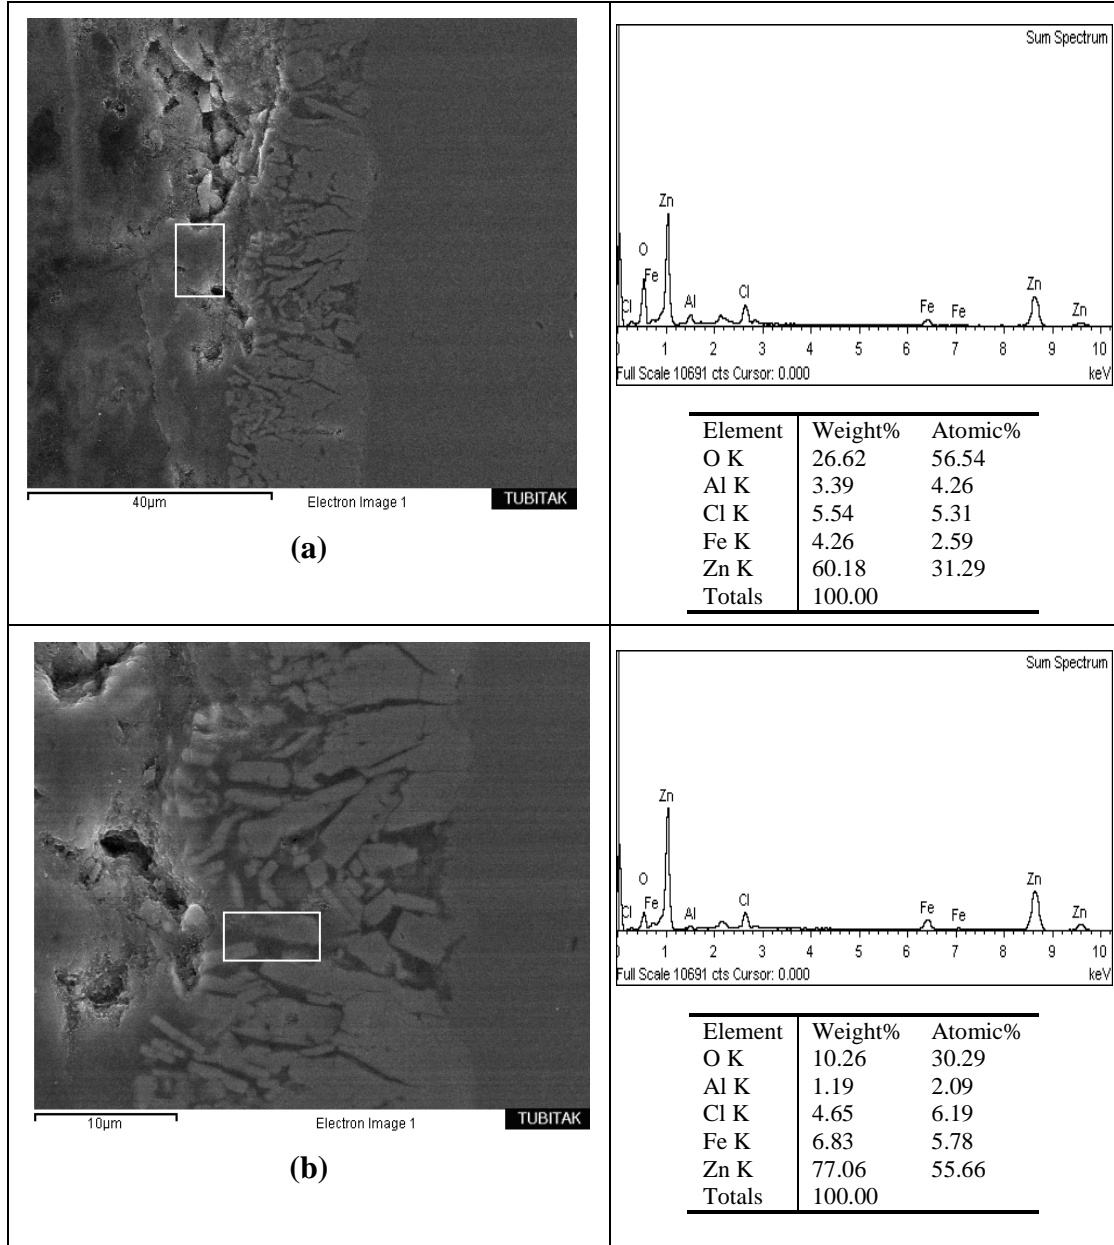 Sum Spectrum
Zn
O
Fe
Cl
Al
Cl
Fe
Fe
Zn
Zn
1 2 3 4 5 6 7 8 9 10
Full Scale 10691 cts Cursor: 0.000 keV
40µm Electron Image 1 TUBITAK
(a)
Element Weight% Atomic%
O K 26.62 56.54
Al K 3.39 4.26
Cl K 5.54 5.31
Fe K 4.26 2.59
Zn K 60.18 31.29
Totals 100.00
Sum Spectrum
Zn
O
Fe
Cl
Al
Cl
Fe
Fe
Zn
Zn
1 2 3 4 5 6 7 8 9 10
Full Scale 10691 cts Cursor: 0.000 keV
10µm Electron Image 1 TUBITAK
(b)
Element Weight% Atomic%
O K 10.26 30.29
Al K 1.19 2.09
Cl K 4.65 6.19
Fe K 6.83 5.78
Zn K 77.06 55.66
Totals 100.00